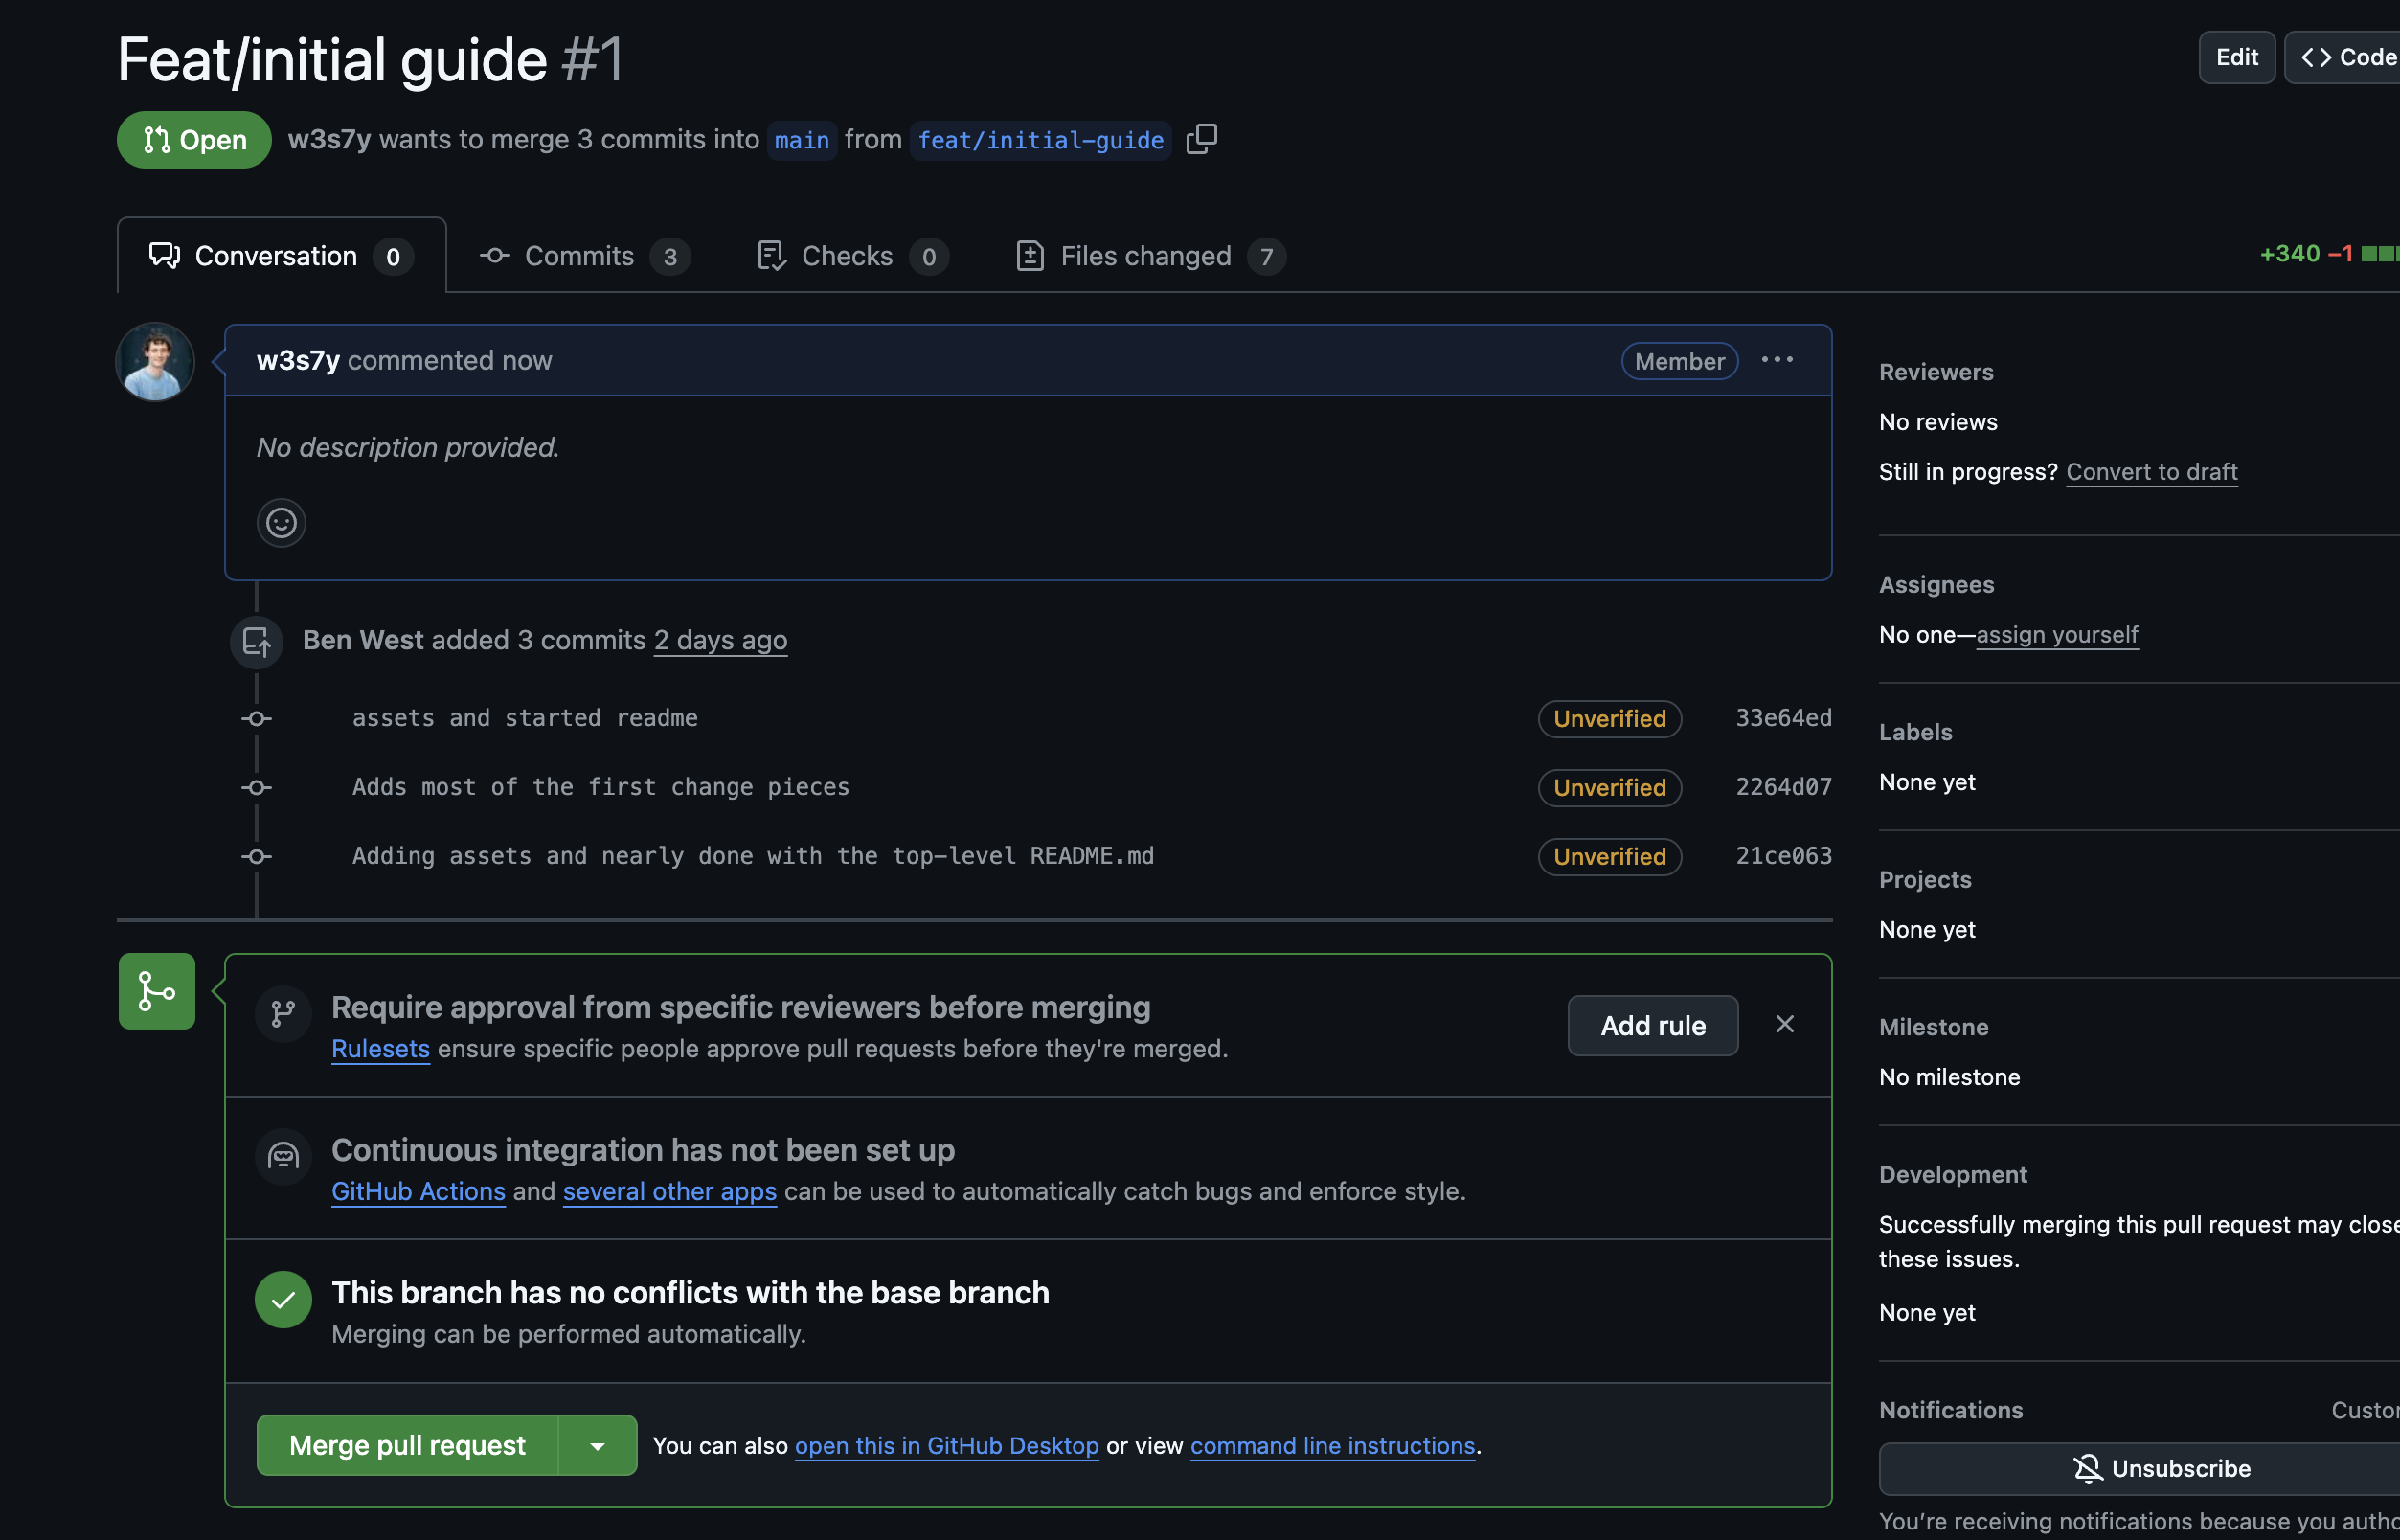 Feat/initial guide #1
Edit
Code
Open
w3s7y wants to merge 3 commits into main from feat/initial-guide
Conversation 0
Commits 3
Checks 0
Files changed 7
+340 −1
w3s7y commented now
Member
No description provided.
Ben West added 3 commits 2 days ago
assets and started readme
Unverified
33e64ed
Adds most of the first change pieces
Unverified
2264d07
Adding assets and nearly done with the top-level README.md
Unverified
21ce063
Require approval from specific reviewers before merging
Rulesets ensure specific people approve pull requests before they're merged.
Add rule
Continuous integration has not been set up
GitHub Actions and several other apps can be used to automatically catch bugs and enforce style.
This branch has no conflicts with the base branch
Merging can be performed automatically.
Merge pull request
You can also open this in GitHub Desktop or view command line instructions.
Reviewers
No reviews
Still in progress? Convert to draft
Assignees
No one—assign yourself
Labels
None yet
Projects
None yet
Milestone
No milestone
Development
Successfully merging this pull request may close
these issues.
None yet
Notifications
Custom
Unsubscribe
You're receiving notifications because you autho